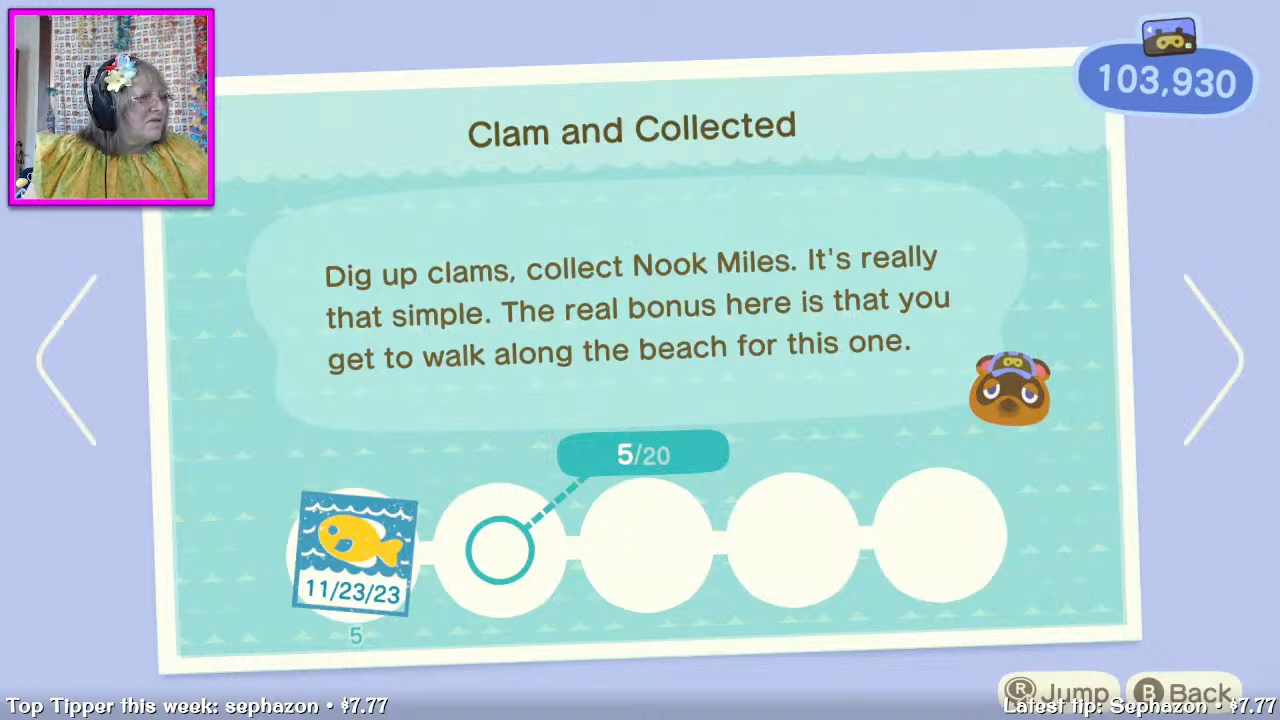 103,930
Clam and Collected
Dig up clams, collect Nook Miles. It's really
that simple. The real bonus here is that you
get to walk along the beach for this one.
5/20
11/23/23
5
R Jump B Back
Top Tipper this week: sephazon • $7.77
Latest tip: Sephazon • $7.77